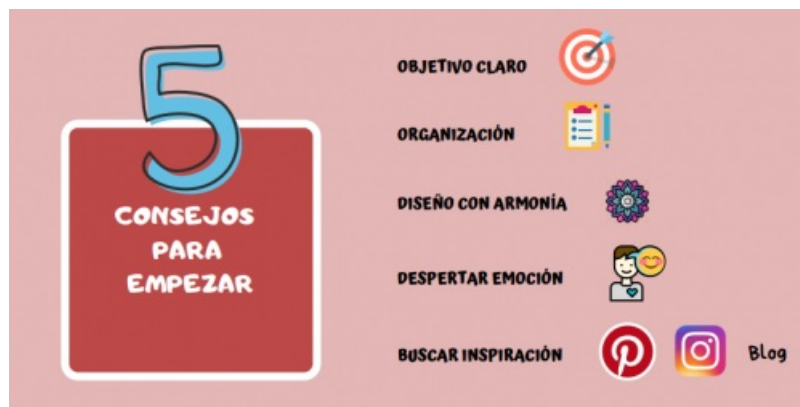 5
CONSEJOS
PARA
EMPEZAR
OBJETIVO CLARO
ORGANIZACIÓN
DISEÑO CON ARMONÍA
DESPERTAR EMOCIÓN
BUSCAR INSPIRACIÓN
Blog